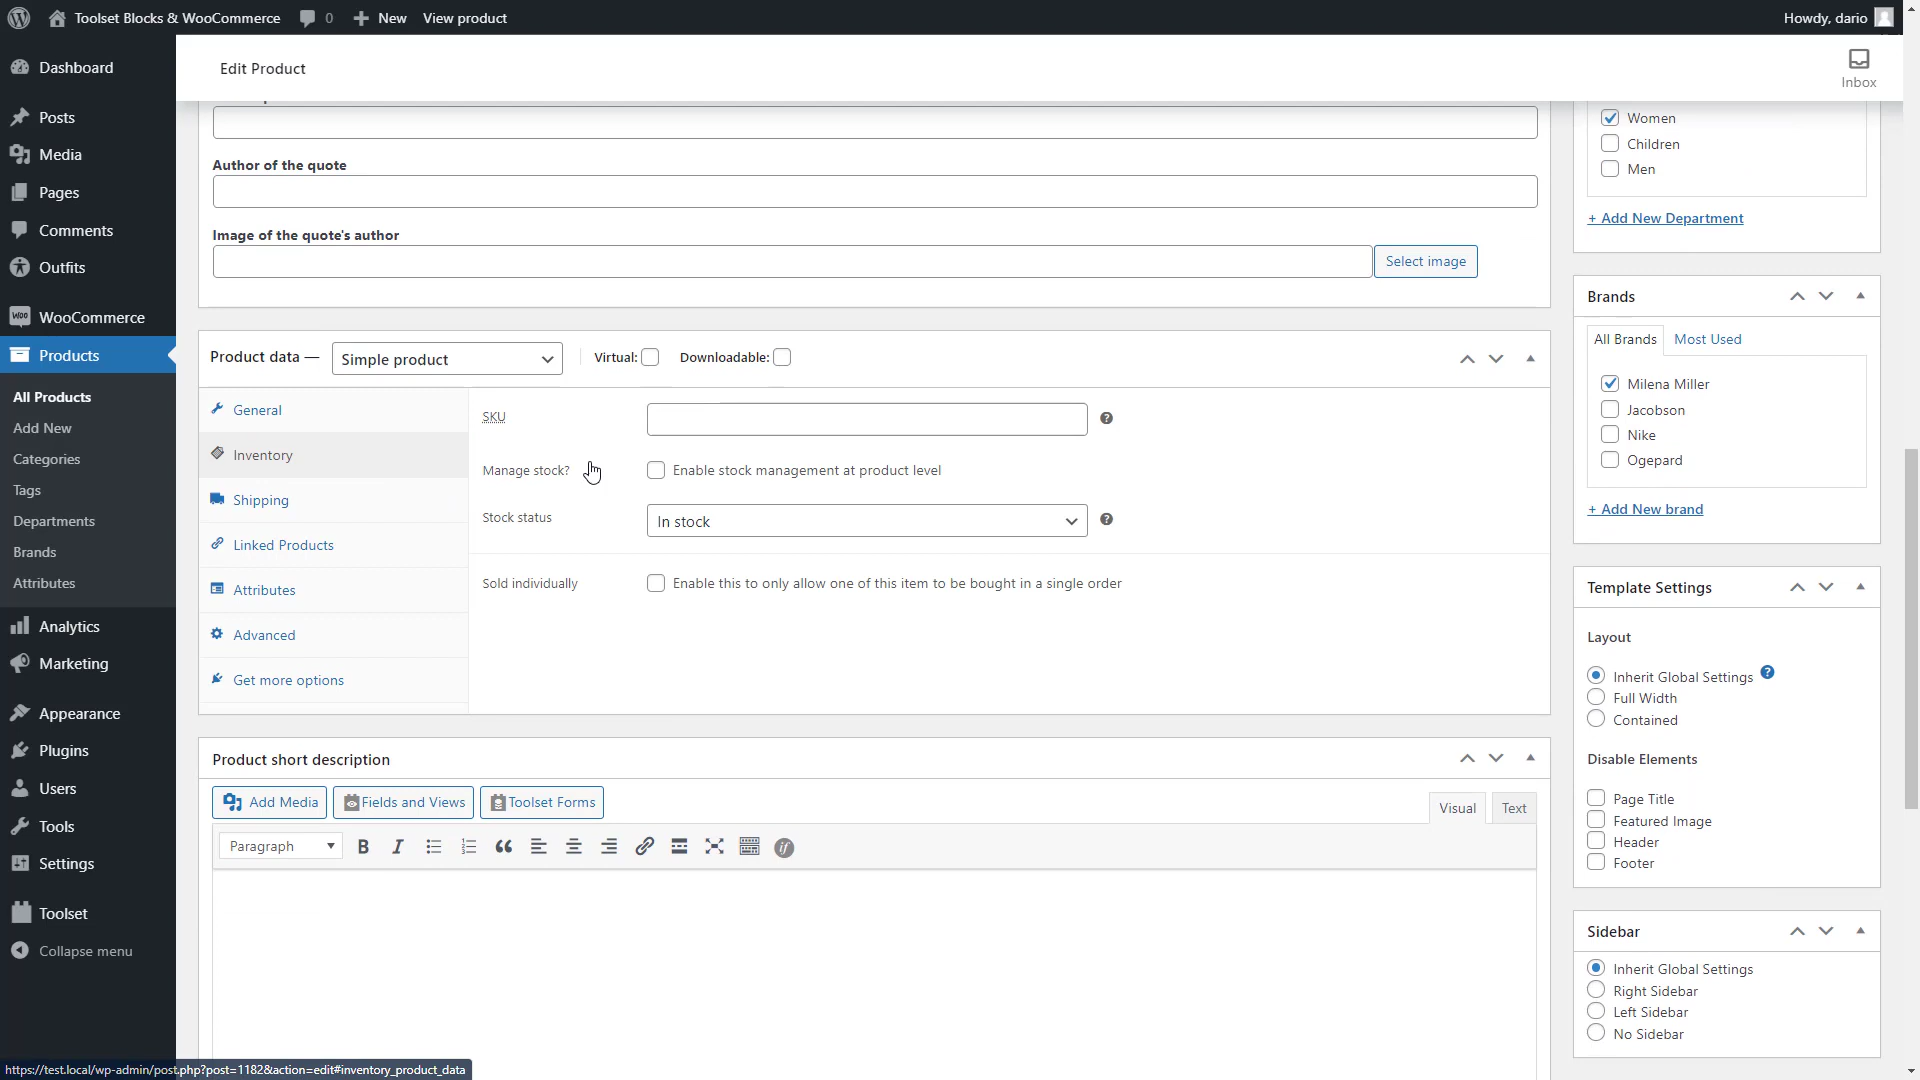 Toolset Blocks & WooCommerce
0
New
View product
Howdy, dario
Dashboard
Posts
Media
Pages
Comments
Outfits
WooCommerce
Products
All Products
Add New
Categories
Tags
Departments
Brands
Attributes
Analytics
Marketing
Appearance
Plugins
Users
Tools
Settings
Toolset
Collapse menu
Edit Product
Inbox
Author of the quote
Image of the quote's author
Select image
Product data —
Simple product
Virtual:
Downloadable:
General
Inventory
Shipping
Linked Products
Attributes
Advanced
Get more options
SKU
Manage stock?
Enable stock management at product level
Stock status
In stock
Sold individually
Enable this to only allow one of this item to be bought in a single order
Product short description
Add Media
Fields and Views
Toolset Forms
Visual
Text
Paragraph
B
I
if
Women
Children
Men
+ Add New Department
Brands
All Brands
Most Used
Milena Miller
Jacobson
Nike
Ogepard
+ Add New brand
Template Settings
Layout
Inherit Global Settings
Full Width
Contained
Disable Elements
Page Title
Featured Image
Header
Footer
Sidebar
Inherit Global Settings
Right Sidebar
Left Sidebar
No Sidebar
https://test.local/wp-admin/post.php?post=1182&action=edit#inventory_product_data